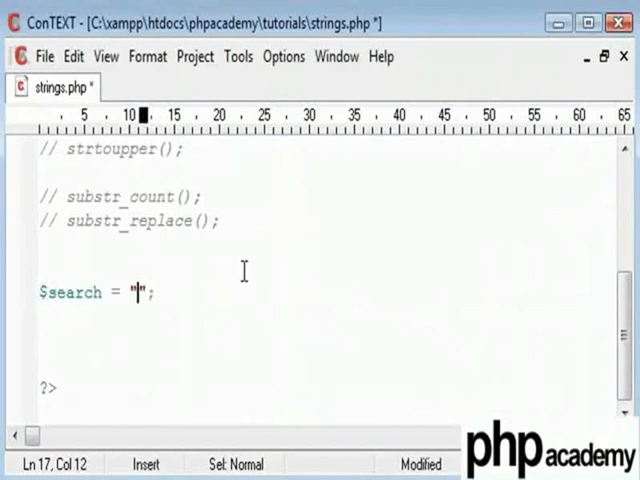 ConTEXT - [C:\xampp\htdocs\phpacademy\tutorials\strings.php *]
File Edit View Format Project Tools Options Window Help
strings.php *
5 10 15 20 25 30 35 40 45 50 55 60 65
// strtoupper();
// substr_count();
// substr_replace();
$search = "";
?>
Ln 17, Col 12 Insert Sel: Normal Modified
php academy